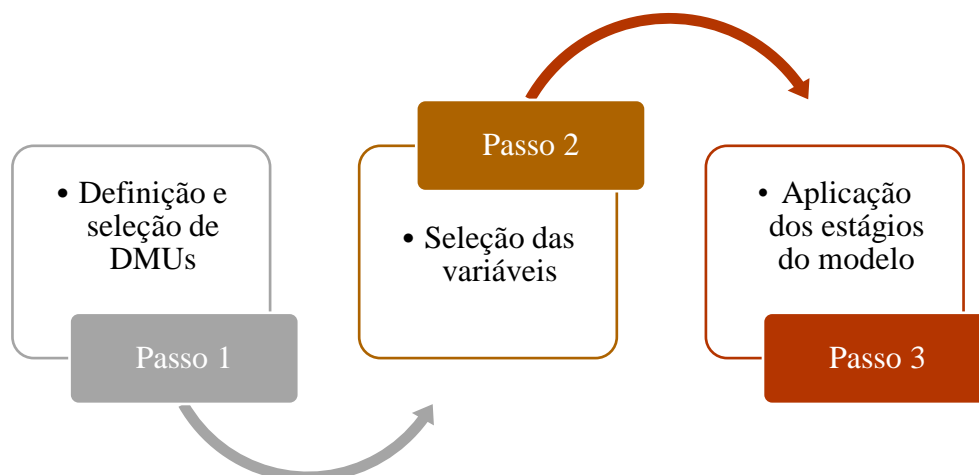 • Definição e
seleção de
DMUs
Passo 1
Passo 2
• Seleção das
variáveis
• Aplicação
dos estágios
do modelo
Passo 3